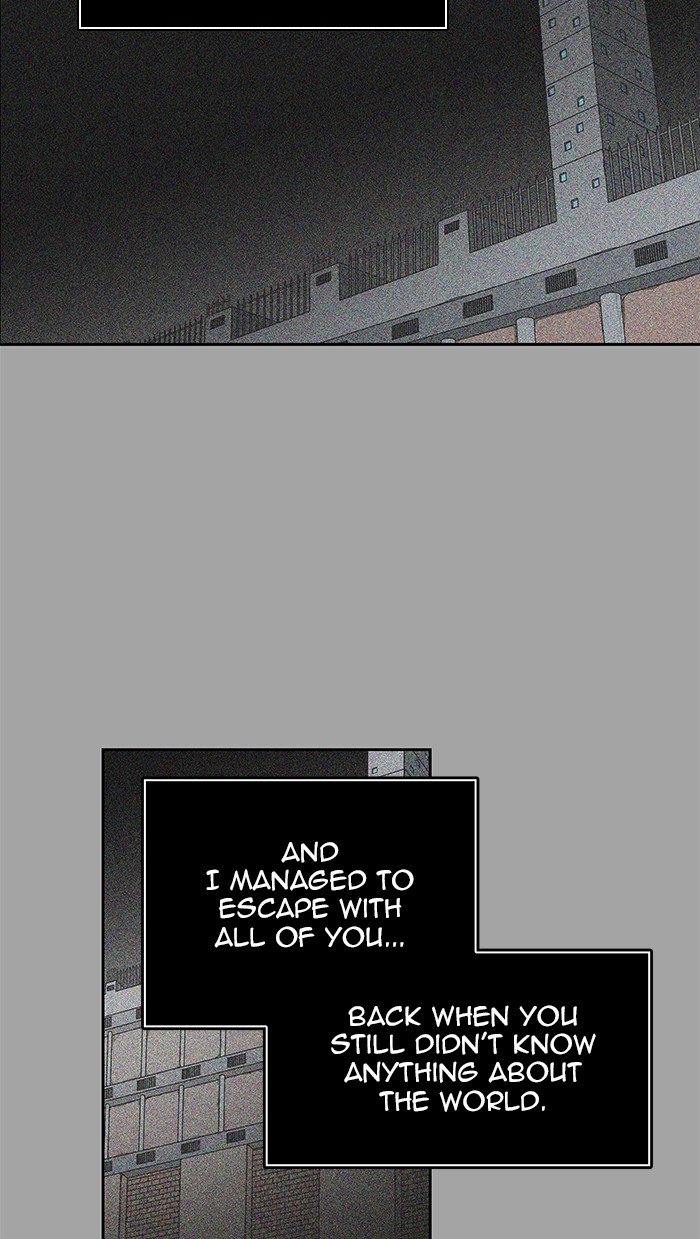 AND
I MANAGED TO
ESCAPE WITH
ALL OF YOU...
BACK WHEN YOU
STILL DIDN'T KNOW
ANYTHING ABOUT
THE WORLD.